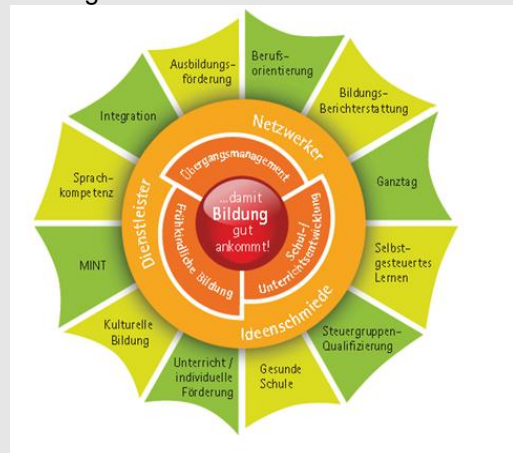 Ausbildungs-
förderung
Berufs-
orientierung
Bildungs-
Berichterstattung
Ganztag
Selbst-
gesteuertes
Lernen
Steuergruppen-
Qualifizierung
Gesunde
Schule
Unterricht /
individuelle
Förderung
Kulturelle
Bildung
MINT
Sprach-
kompetenz
Integration
Netzwerker
Ideenschmiede
Dienstleister
Übergangsmanagement
Schul-/
Unterrichtsentwicklung
Frühkindliche Bildung
...damit
Bildung
gut
ankommt!